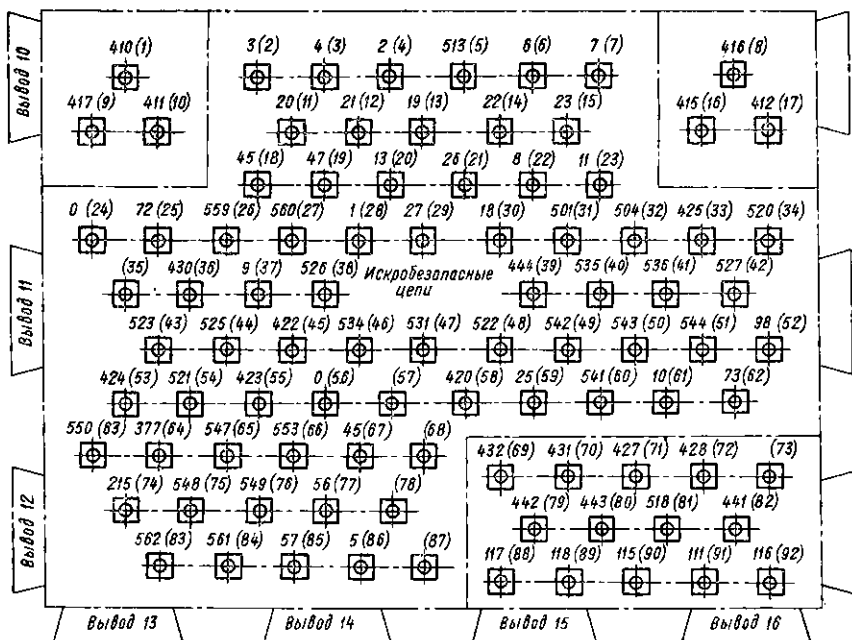 410 (1) 3 (2) 4 (3) 2 (4) 513 (5) 6 (6) 7 (7) 416 (8)
Вывод 10
417 (9) 411 (10) 20 (11) 21 (12) 19 (13) 22 (14) 23 (15) 415 (16) 412 (17)
45 (18) 47 (19) 13 (20) 26 (21) 8 (22) 11 (23)
0 (24) 72 (25) 559 (26) 560 (27) 1 (28) 27 (29) 18 (30) 501 (31) 504 (32) 425 (33) 520 (34)
Вывод 11
(35) 430 (36) 9 (37) 526 (38) Искробезопасные 444 (39) 535 (40) 536 (41) 527 (42)
цепи
523 (43) 525 (44) 422 (45) 534 (46) 531 (47) 522 (48) 542 (49) 543 (50) 544 (51) 98 (52)
424 (53) 521 (54) 423 (55) 0 (56) (57) 420 (58) 25 (59) 541 (60) 10 (61) 73 (62)
550 (63) 377 (64) 547 (65) 553 (66) 45 (67) (68)
432 (69) 431 (70) 427 (71) 428 (72) (73)
Вывод 12
215 (74) 548 (75) 549 (76) 56 (77) (78)
442 (79) 443 (80) 518 (81) 441 (82)
562 (83) 561 (84) 57 (85) 5 (86) (87)
117 (88) 118 (89) 115 (90) 111 (91) 116 (92)
Вывод 13 Вывод 14 Вывод 15 Вывод 16